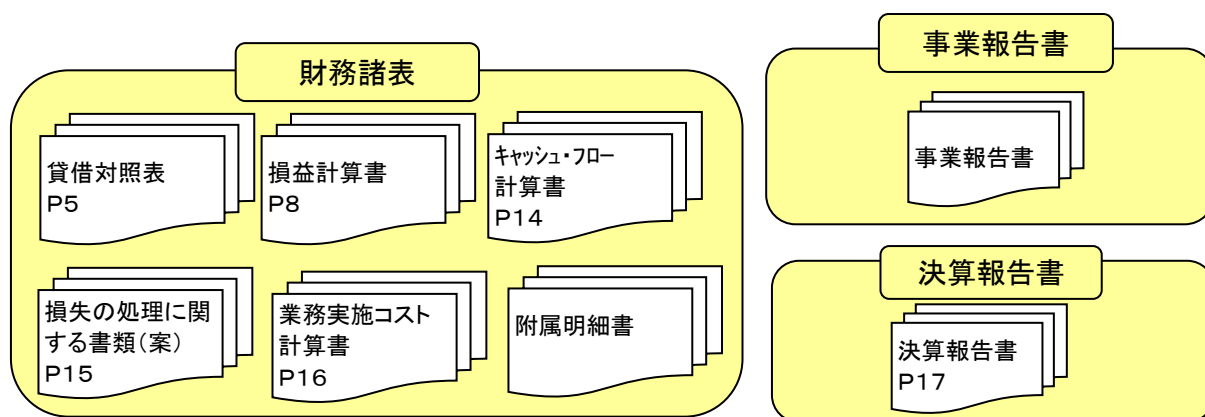 財務諸表
貸借対照表
P5
損益計算書
P8
キャッシュ・フロー
計算書
P14
損失の処理に関
する書類(案)
P15
業務実施コスト
計算書
P16
附属明細書
事業報告書
事業報告書
決算報告書
決算報告書
P17